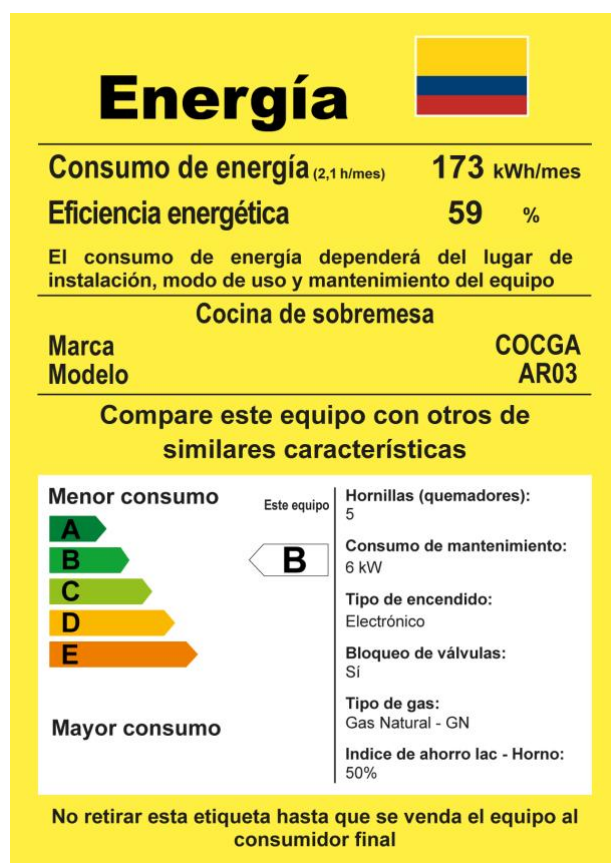 Energía
Consumo de energía (2,1 h/mes) 173 kWh/mes
Eficiencia energética 59 %
El consumo de energía dependerá del lugar de
instalación, modo de uso y mantenimiento del equipo
Cocina de sobremesa
Marca COCGA
Modelo AR03
Compare este equipo con otros de
similares características
Menor consumo
A
B
C
D
E
Mayor consumo
Este equipo
B
Hornillas (quemadores):
5
Consumo de mantenimiento:
6 kW
Tipo de encendido:
Electrónico
Bloqueo de válvulas:
Sí
Tipo de gas:
Gas Natural - GN
Indice de ahorro Iac - Horno:
50%
No retirar esta etiqueta hasta que se venda el equipo al
consumidor final